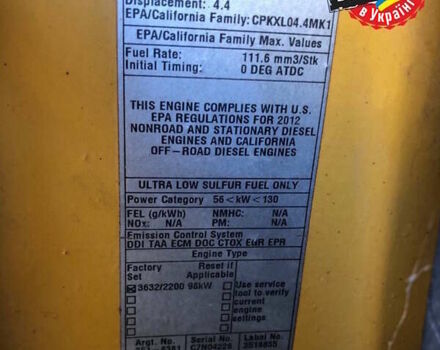 Displacement: 4.4
EPA/California Family: CPKXL04.4MK1
EPA/California Family Max. Values
Fuel Rate: 111.6 mm3/Stk
Initial Timing: 0 DEG ATDC
THIS ENGINE COMPLIES WITH U.S.
EPA REGULATIONS FOR 2012
NONROAD AND STATIONARY DIESEL
ENGINES AND CALIFORNIA
OFF-ROAD DIESEL ENGINES
ULTRA LOW SULFUR FUEL ONLY
Power Category 56<kW<130
FEL (g/kWh) NMHC: N/A
NOx: N/A PM: N/A
Emission Control System
DDI TAA ECM DOC CTOX EGR EPR
Engine Type
Factory Set Reset if Applicable
3632/2200 96kW
Use service
tool to verify
current
engine
settings
Argt. No. Serial No. Label No.
C7N04228
в Україні